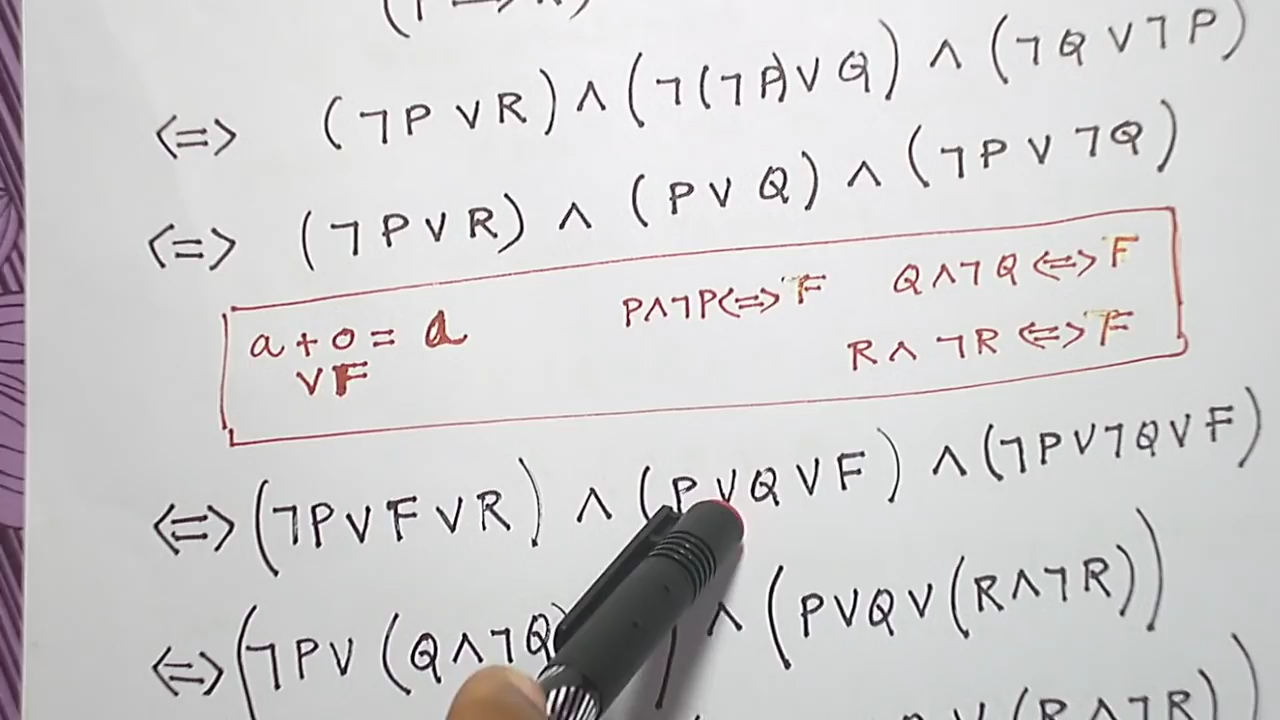 <=> (¬P∨R)∧(¬(¬P)∨Q)∧(¬Q∨¬P)
<=> (¬P∨R)∧(P∨Q)∧(¬P∨¬Q)
a+0=a P∧¬P<=>F Q∧¬Q<=>F
∨F R∧¬R<=>F
<=>(¬P∨F∨R)∧(P∨Q∨F)∧(¬P∨¬Q∨F)
<=>(¬P∨(Q∧¬Q) ) ∧(P∨Q∨(R∧¬R))
∨(R∧¬R))